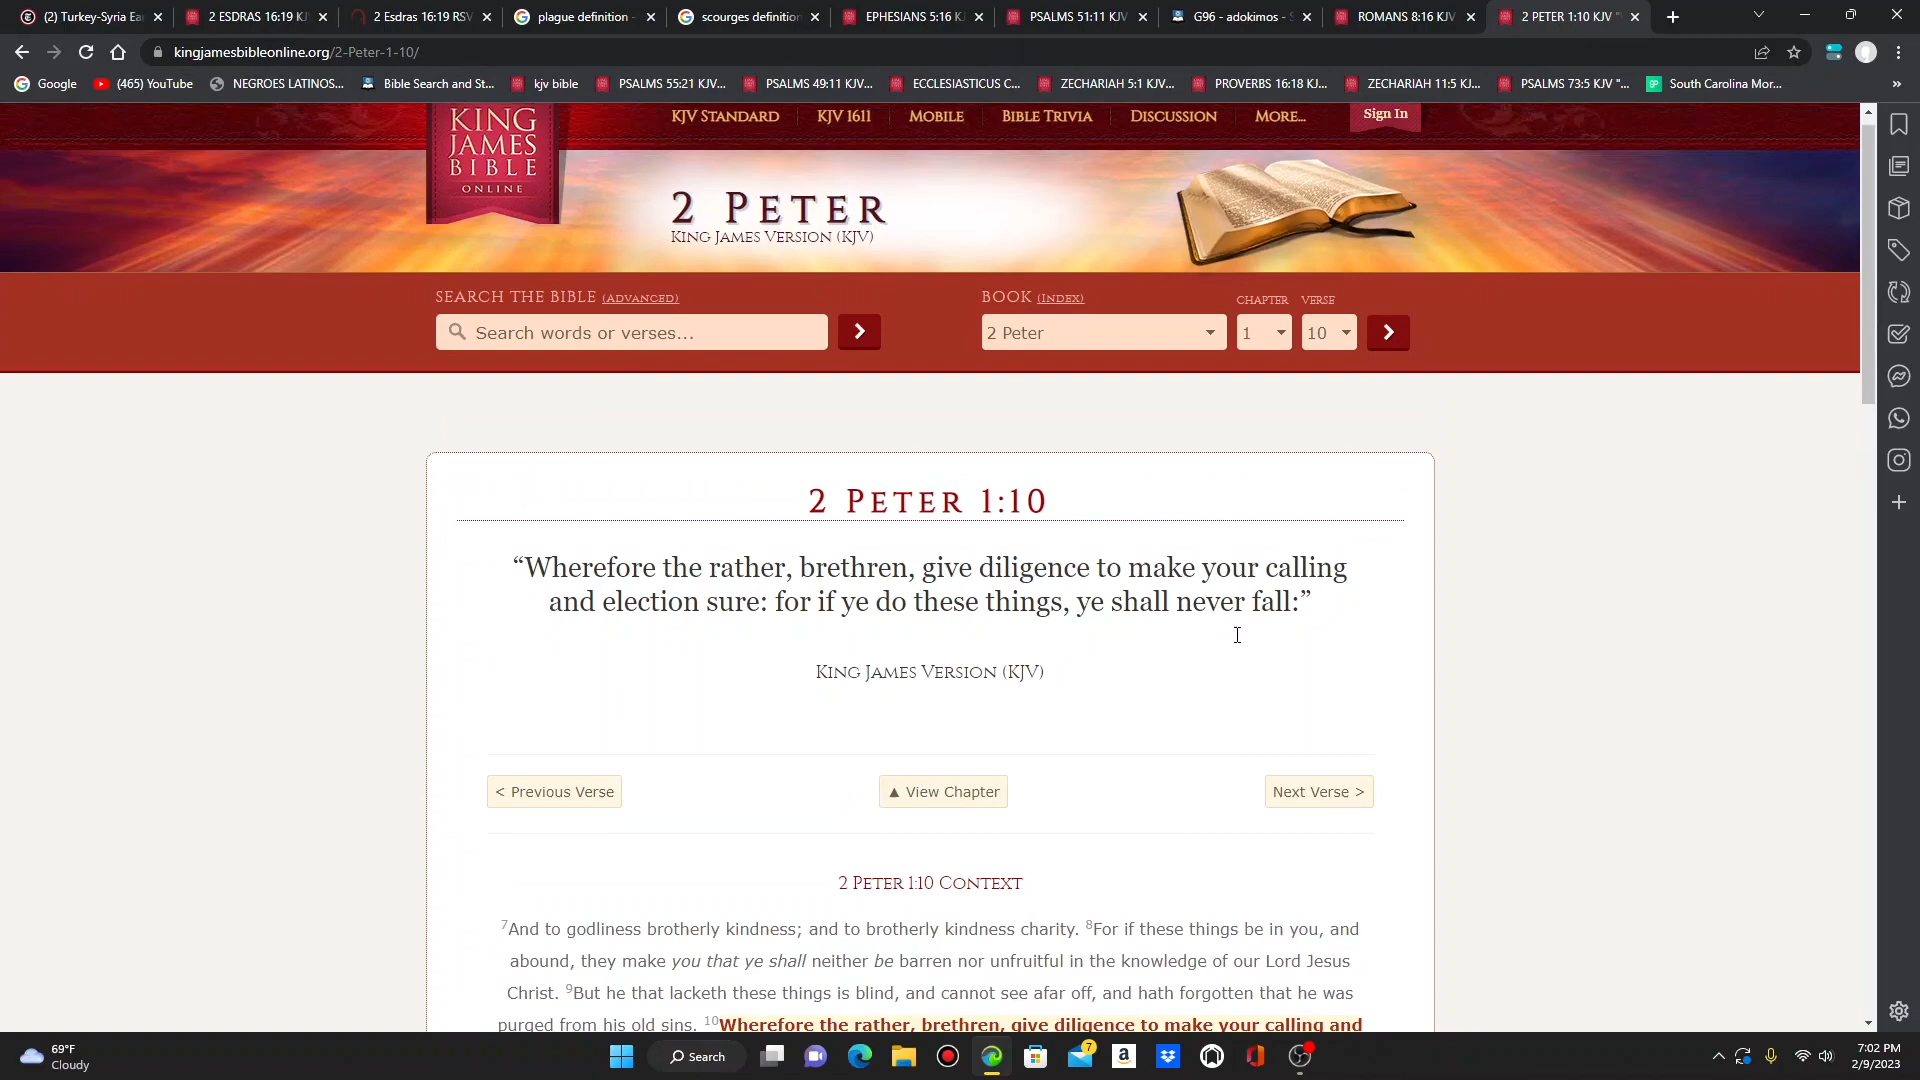 (2) Turkey-Syria Ea
2 ESDRAS 16:19 KJ
2 Esdras 16:19 RSV
plague definition -
scourges definition
EPHESIANS 5:16 KJ
PSALMS 51:11 KJV
G96 - adokimos - S
ROMANS 8:16 KJV
2 PETER 1:10 KJV "
kingjamesbibleonline.org/2-Peter-1-10/
Google
(465) YouTube
NEGROES LATINOS...
Bible Search and St...
kjv bible
PSALMS 55:21 KJV...
PSALMS 49:11 KJV...
ECCLESIASTICUS C...
ZECHARIAH 5:1 KJV...
PROVERBS 16:18 KJ...
ZECHARIAH 11:5 KJ...
PSALMS 73:5 KJV "...
South Carolina Mor...
»
KING
JAMES
BIBLE
ONLINE
KJV STANDARD
KJV 1611
MOBILE
BIBLE TRIVIA
DISCUSSION
MORE...
Sign In
2 PETER
KING JAMES VERSION (KJV)
SEARCH THE BIBLE (ADVANCED)
BOOK (INDEX)
CHAPTER
VERSE
Search words or verses...
2 Peter
1
10
2 PETER 1:10
“Wherefore the rather, brethren, give diligence to make your calling
and election sure: for if ye do these things, ye shall never fall:”
KING JAMES VERSION (KJV)
< Previous Verse
▲ View Chapter
Next Verse >
2 PETER 1:10 CONTEXT
7And to godliness brotherly kindness; and to brotherly kindness charity. 8For if these things be in you, and
abound, they make you that ye shall neither be barren nor unfruitful in the knowledge of our Lord Jesus
Christ. 9But he that lacketh these things is blind, and cannot see afar off, and hath forgotten that he was
purged from his old sins. 10Wherefore the rather, brethren, give diligence to make your calling and
69°F
Cloudy
Search
7
a
7:02 PM
2/9/2023